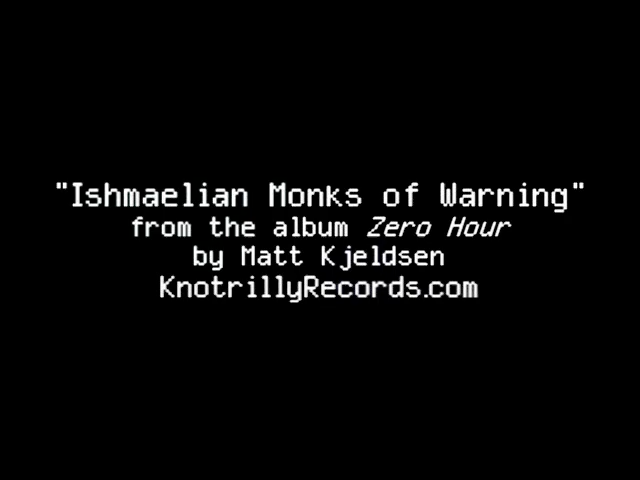 "Ishmaelian Monks of Warning"
from the album Zero Hour
by Matt Kjeldsen
KnotrillyRecords.com